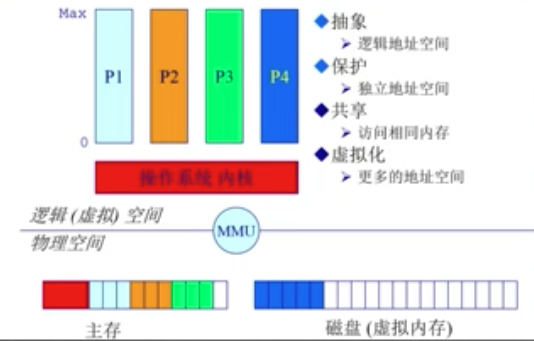 Max
P1
P2
P3
P4
0
操作系统 内核
◆抽象
➢ 逻辑地址空间
◆保护
➢ 独立地址空间
◆共享
➢ 访问相同内存
◆虚拟化
➢ 更多的地址空间
逻辑(虚拟)空间
MMU
物理空间
主存
磁盘(虚拟内存)